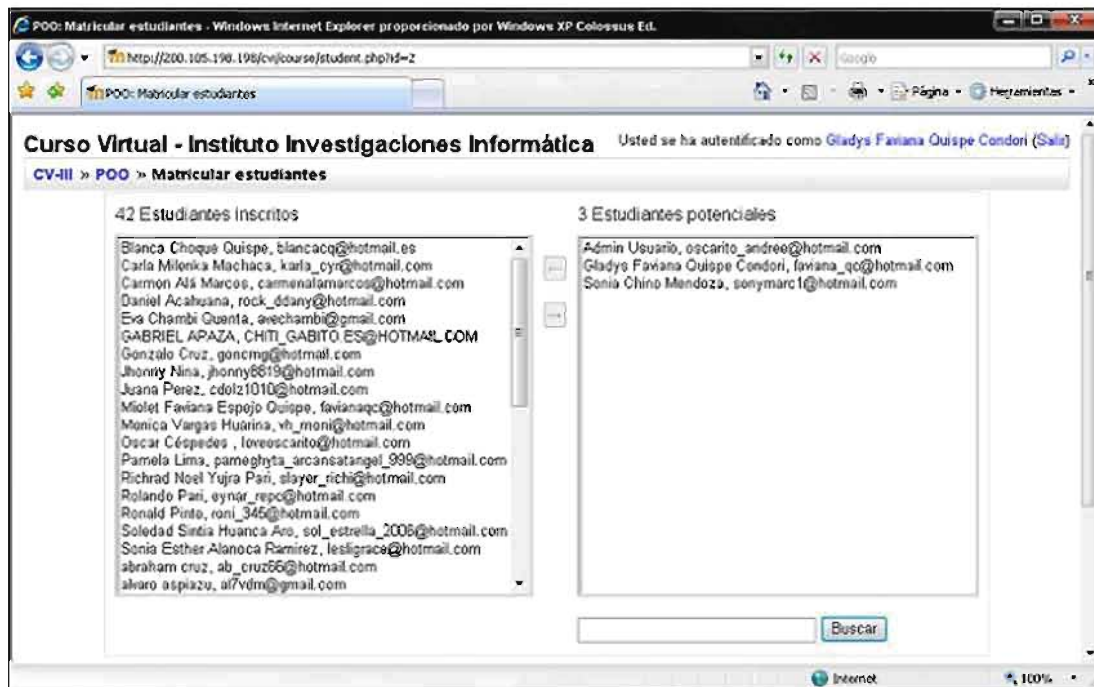 POO: Matricular estudiantes - Windows Internet Explorer proporcionado por Windows XP Colossus Ed.
http://200.105.198.198/cvj/course/student.php?id=2
Google
POO: Matricular estudiantes
Página
Herramientas
Curso Virtual - Instituto Investigaciones Informática
Usted se ha autentificado como Gladys Faviana Quispe Condori (Salir)
CV-III » POO » Matricular estudiantes
42 Estudiantes inscritos
3 Estudiantes potenciales
Blanca Choque Quispe, blancacq@hotmail.es
Carla Milenka Machaca, karla_cyn@hotmail.com
Carmon Alá Marcos, carmenalamarcos@hotmail.com
Daniel Acahuana, rock_ddany@hotmail.com
Eva Chambi Quenta, avechambi@gmail.com
GABRIEL APAZA, CHITI_GABITO.ES@HOTMAIL.COM
Gonzalo Cruz, goncmg@hotmail.com
Jhonny Nina, jhonny6819@hotmail.com
Juana Perez, cdolz1010@hotmail.com
Miolet Faviana Espejo Quispe, favianaqc@hotmail.com
Monica Vargas Huarina, vh_moni@hotmail.com
Oscar Céspedes , loveoscarito@hotmail.com
Pamela Lima, pameghyta_arcansatangel_999@hotmail.com
Richrad Noel Yujra Pari, slayer_richi@hotmail.com
Rolando Pari, eynar_repc@hotmail.com
Ronald Pinto, roni_345@hotmail.com
Soledad Sintia Huanca Aro, sol_estrella_2006@hotmail.com
Sonia Esther Alanoca Ramirez, lesligrace@hotmail.com
abraham cruz, ab_cruz66@hotmail.com
alvaro aspiazu, al7vdm@gmail.com
Admin Usuario, oscarito_andree@hotmail.com
Gladys Faviana Quispe Condori, faviana_qc@hotmail.com
Sonia Chino Mendoza, sonymarc1@hotmail.com
Buscar
Internet
100%